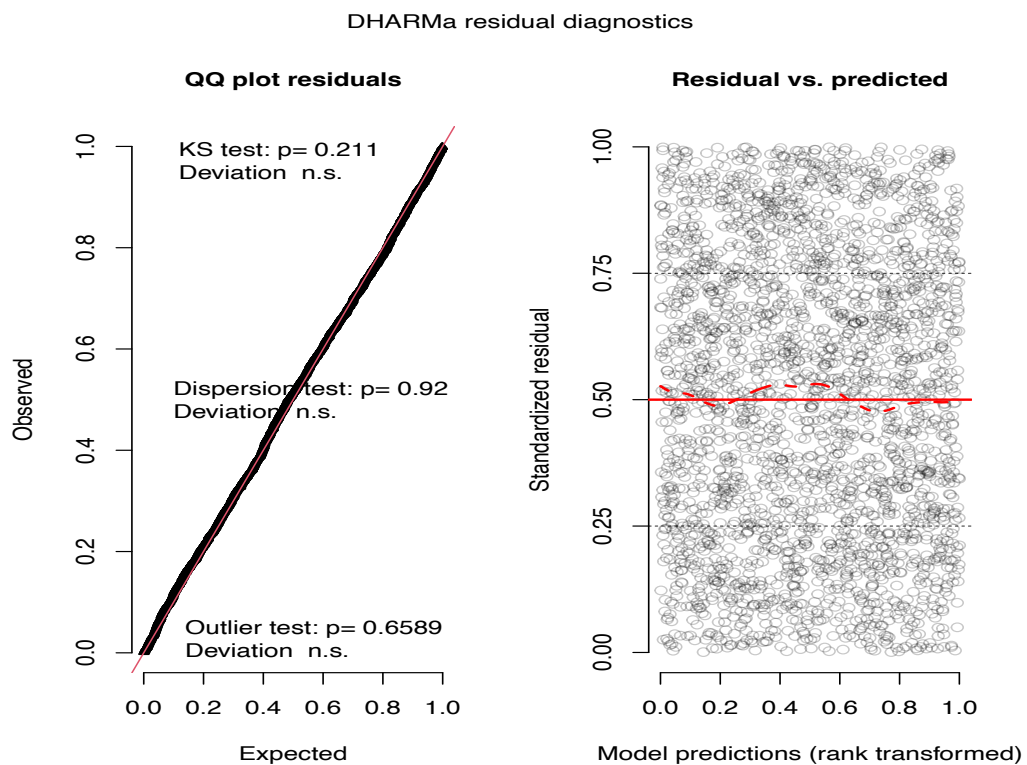 DHARMa residual diagnostics
QQ plot residuals
KS test: p= 0.211
Deviation  n.s.
Dispersion test: p= 0.92
Deviation  n.s.
Outlier test: p= 0.6589
Deviation  n.s.
Observed
0.0 0.2 0.4 0.6 0.8 1.0
0.0 0.2 0.4 0.6 0.8 1.0
Expected
Residual vs. predicted
Standardized residual
0.00 0.25 0.50 0.75 1.00
0.0 0.2 0.4 0.6 0.8 1.0
Model predictions (rank transformed)